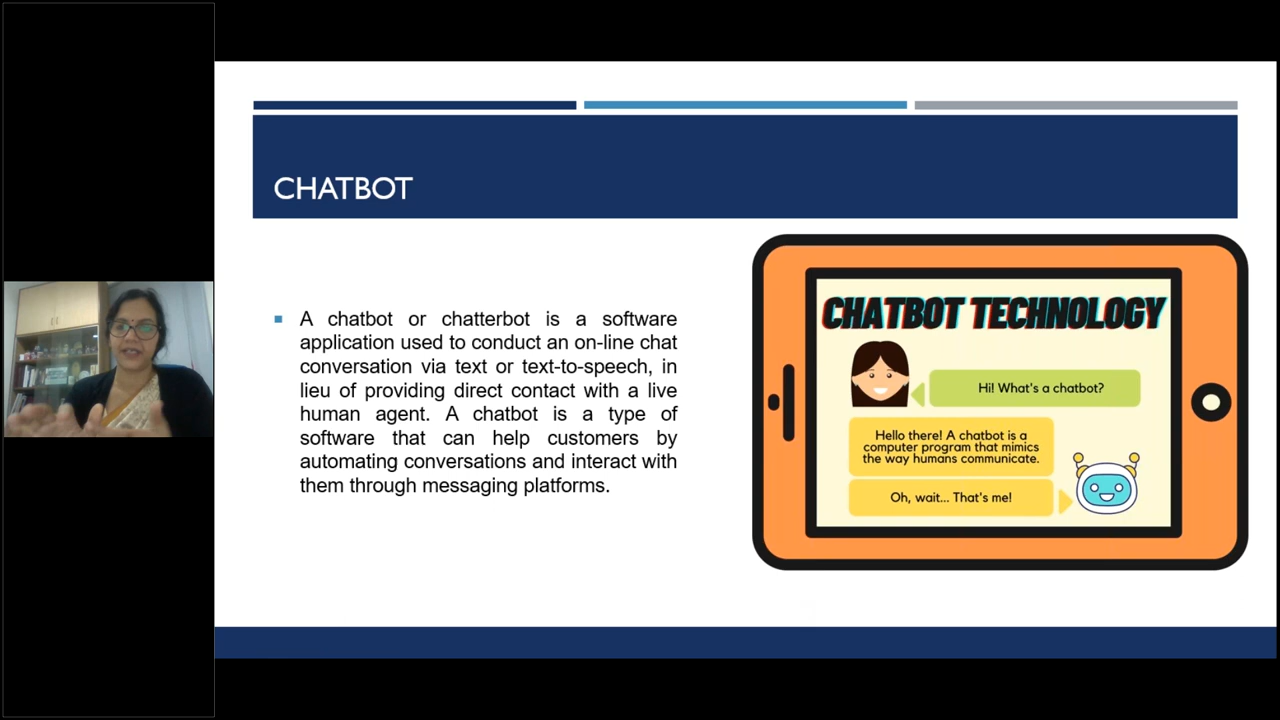 CHATBOT
A chatbot or chatterbot is a software
application used to conduct an on-line chat
conversation via text or text-to-speech, in
lieu of providing direct contact with a live
human agent. A chatbot is a type of
software that can help customers by
automating conversations and interact with
them through messaging platforms.
CHATBOT TECHNOLOGY
Hi! What's a chatbot?
Hello there! A chatbot is a
computer program that mimics
the way humans communicate.
Oh, wait... That's me!